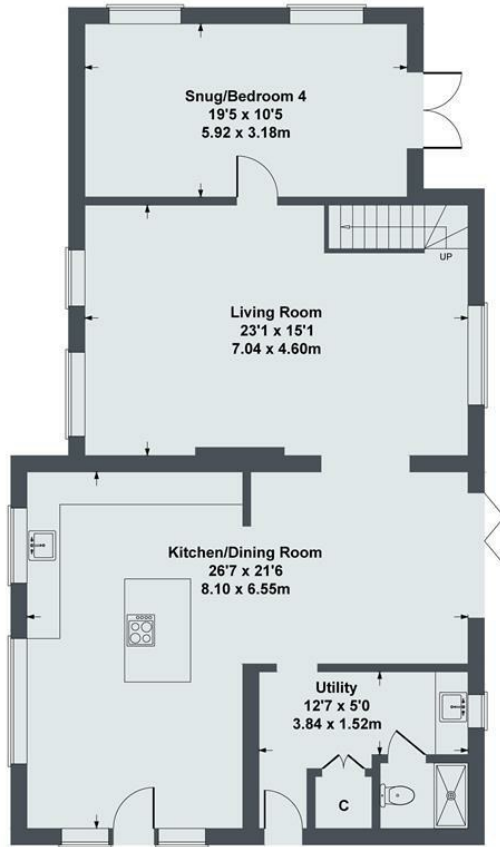 Snug/Bedroom 4
19'5 x 10'5
5.92 x 3.18m
UP
Living Room
23'1 x 15'1
7.04 x 4.60m
Kitchen/Dining Room
26'7 x 21'6
8.10 x 6.55m
Utility
12'7 x 5'0
3.84 x 1.52m
C